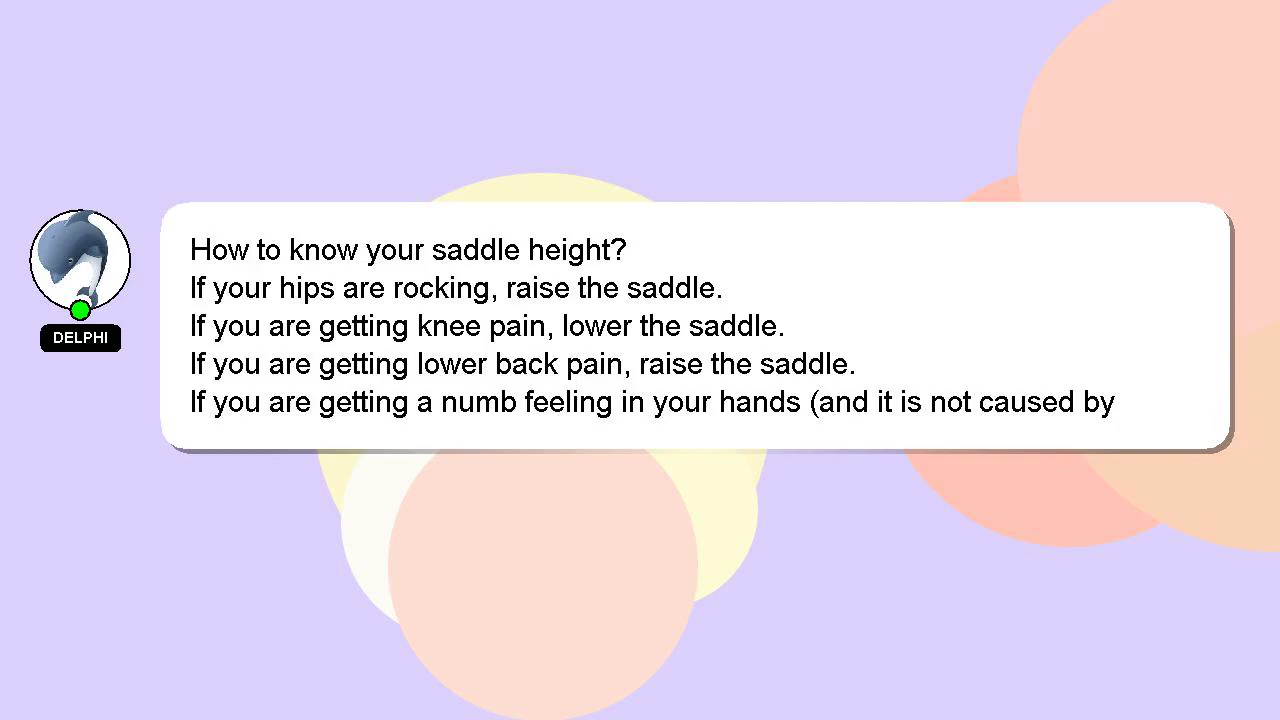 How to know your saddle height?
If your hips are rocking, raise the saddle.
If you are getting knee pain, lower the saddle.
DELPHI
If you are getting lower back pain, raise the saddle.
If you are getting a numb feeling in your hands (and it is not caused by